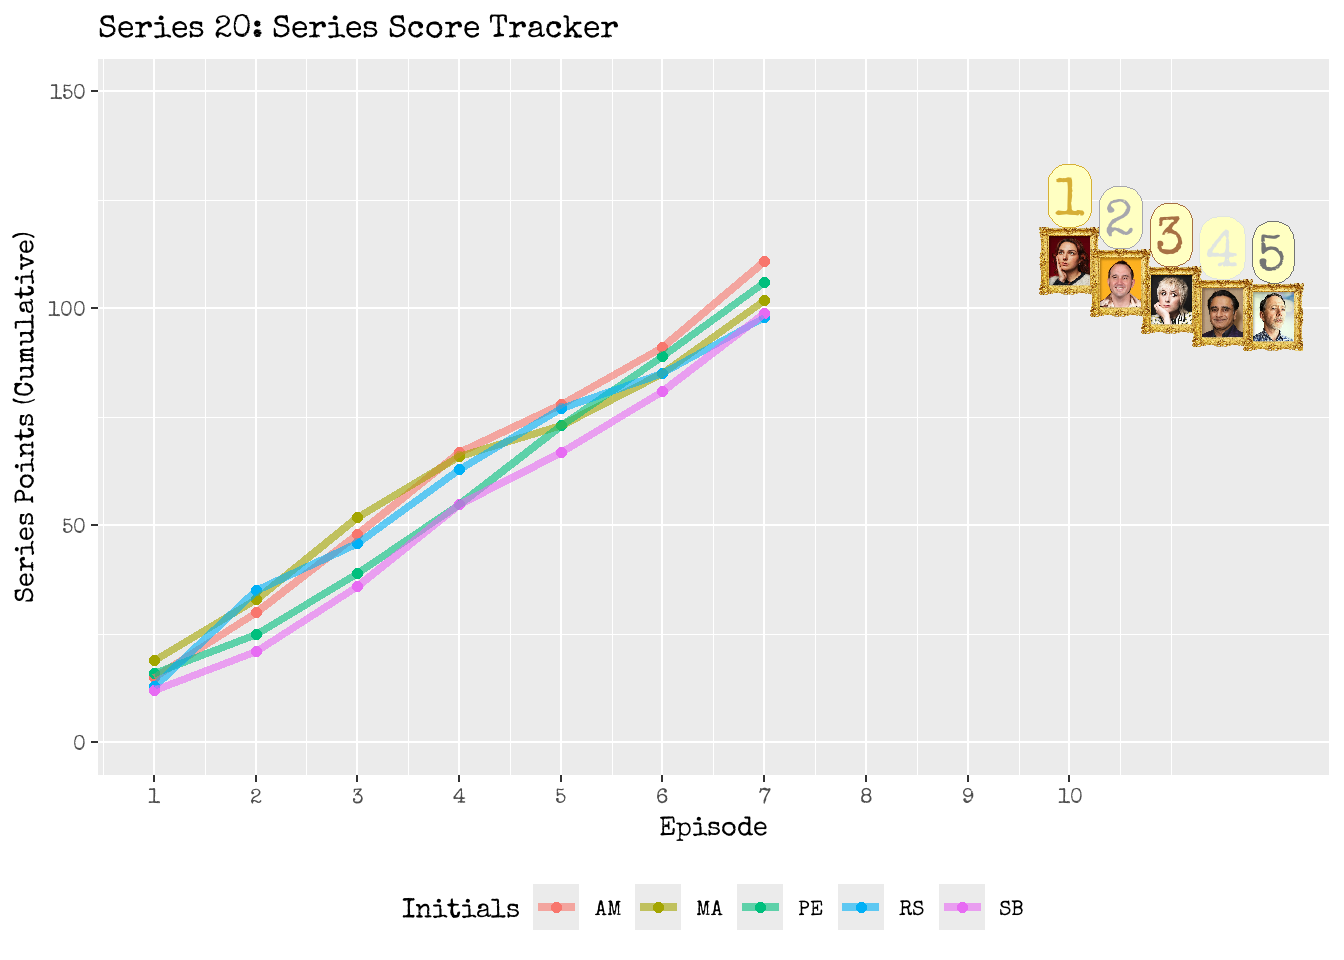 Series 20: Series Score Tracker
Series Points (Cumulative)
150
100
50
0
1
2
3
4
5
1 2 3 4 5 6 7 8 9 10
Episode
Initials AM MA PE RS SB